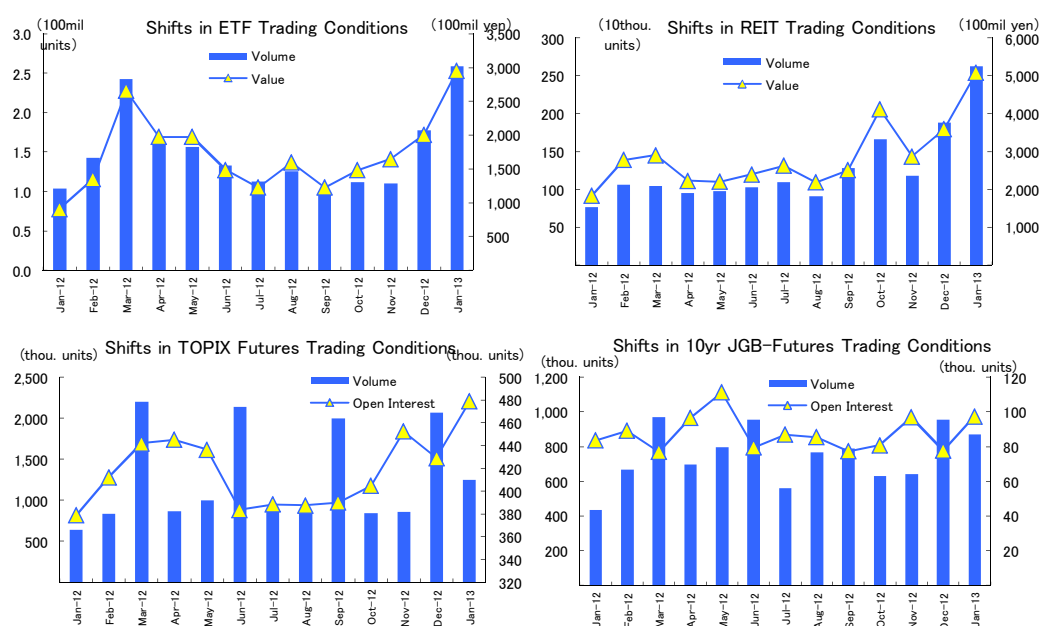 Shifts in ETF Trading Conditions
(100mil units)
(100mil yen)
Volume
Value
3.0
2.5
2.0
1.5
1.0
0.5
0.0
3,500
3,000
2,500
2,000
1,500
1,000
500
Jan-12
Feb-12
Mar-12
Apr-12
May-12
Jun-12
Jul-12
Aug-12
Sep-12
Oct-12
Nov-12
Dec-12
Jan-13
Shifts in REIT Trading Conditions
(10thou. units)
(100mil yen)
Volume
Value
300
250
200
150
100
50
6,000
5,000
4,000
3,000
2,000
1,000
Jan-12
Feb-12
Mar-12
Apr-12
May-12
Jun-12
Jul-12
Aug-12
Sep-12
Oct-12
Nov-12
Dec-12
Jan-13
Shifts in TOPIX Futures Trading Conditions
(thou. units)
(thou. units)
Volume
Open Interest
2,500
2,000
1,500
1,000
500
500
480
460
440
420
400
380
360
340
320
Jan-12
Feb-12
Mar-12
Apr-12
May-12
Jun-12
Jul-12
Aug-12
Sep-12
Oct-12
Nov-12
Dec-12
Jan-13
Shifts in 10yr JGB-Futures Trading Conditions
(thou. units)
(thou. units)
Volume
Open Interest
1,200
1,000
800
600
400
200
120
100
80
60
40
20
Jan-12
Feb-12
Mar-12
Apr-12
May-12
Jun-12
Jul-12
Aug-12
Sep-12
Oct-12
Nov-12
Dec-12
Jan-13